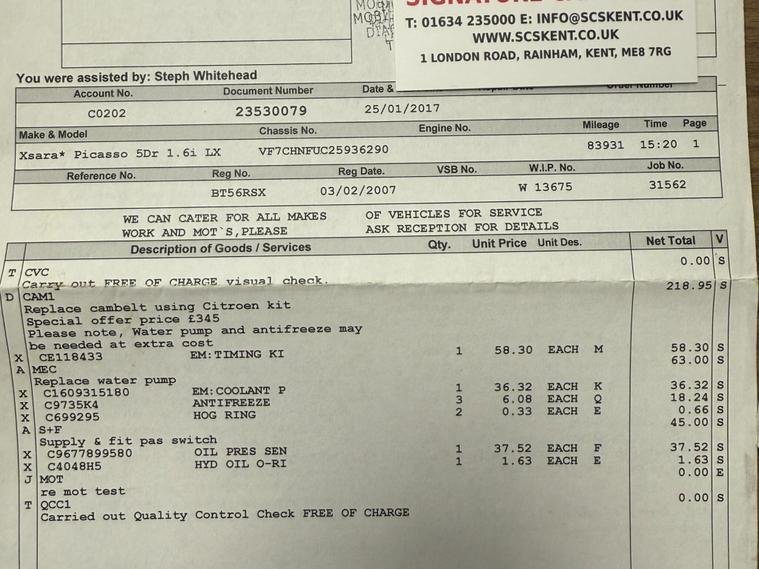 T: 01634 235000 E: INFO@SCSKENT.CO.UK
WWW.SCSKENT.CO.UK
1 LONDON ROAD, RAINHAM, KENT, ME8 7RG
You were assisted by: Steph Whitehead
Account No. Document Number Date &
C0202 23530079 25/01/2017
Make & Model Chassis No. Engine No. Mileage Time Page
Xsara* Picasso 5Dr 1.6i LX VF7CHNFUC25936290 83931 15:20 1
Reference No. Reg No. Reg Date. VSB No. W.I.P. No. Job No.
BT56RSX 03/02/2007 W 13675 31562
WE CAN CATER FOR ALL MAKES OF VEHICLES FOR SERVICE
WORK AND MOT`S,PLEASE ASK RECEPTION FOR DETAILS
Description of Goods / Services Qty. Unit Price Unit Des. Net Total V
T CVC 0.00 S
Carry out FREE OF CHARGE visual check.
D CAM1 218.95 S
Replace cambelt using Citroen kit
Special offer price £345
Please note, Water pump and antifreeze may
be needed at extra cost
X CE118433 EM:TIMING KI 1 58.30 EACH M 58.30 S
A MEC 63.00 S
Replace water pump
X C1609315180 EM:COOLANT P 1 36.32 EACH K 36.32 S
X C9735K4 ANTIFREEZE 3 6.08 EACH Q 18.24 S
X C699295 HOG RING 2 0.33 EACH E 0.66 S
A S+F 45.00 S
Supply & fit pas switch
X C9677899580 OIL PRES SEN 1 37.52 EACH F 37.52 S
X C4048H5 HYD OIL O-RI 1 1.63 EACH E 1.63 S
J MOT 0.00 E
re mot test
T QCC1 0.00 S
Carried out Quality Control Check FREE OF CHARGE